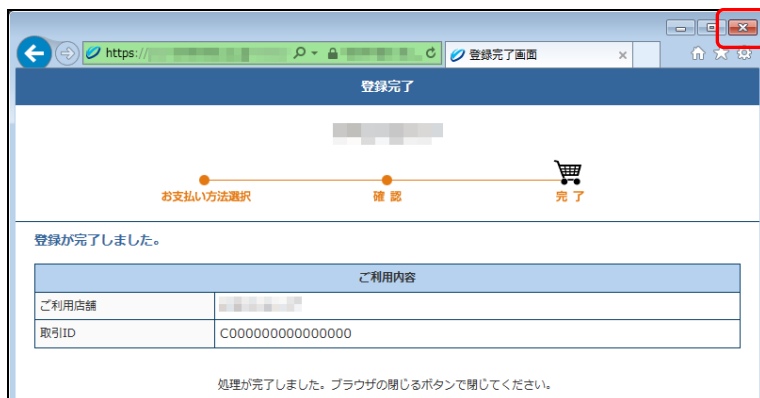 https://
登録完了画面
登録完了
お支払い方法選択
確 認
完 了
登録が完了しました。
ご利用内容
ご利用店舗
取引ID
C000000000000000
処理が完了しました。ブラウザの閉じるボタンで閉じてください。